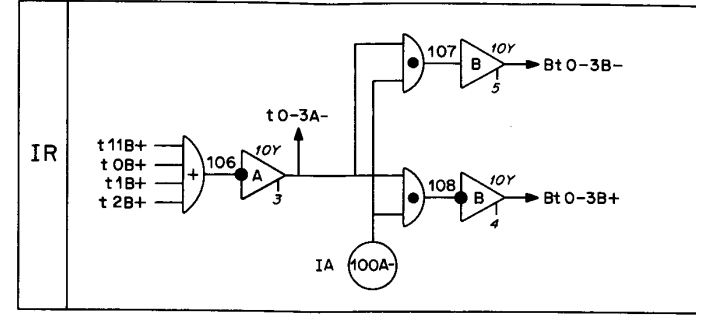 IR
t11B+
t0B+
t1B+
t2B+
+
106
10Y
A
3
t0-3A-
107
10Y
B
5
Bt0-3B-
108
10Y
B
4
Bt0-3B+
IA
100A-